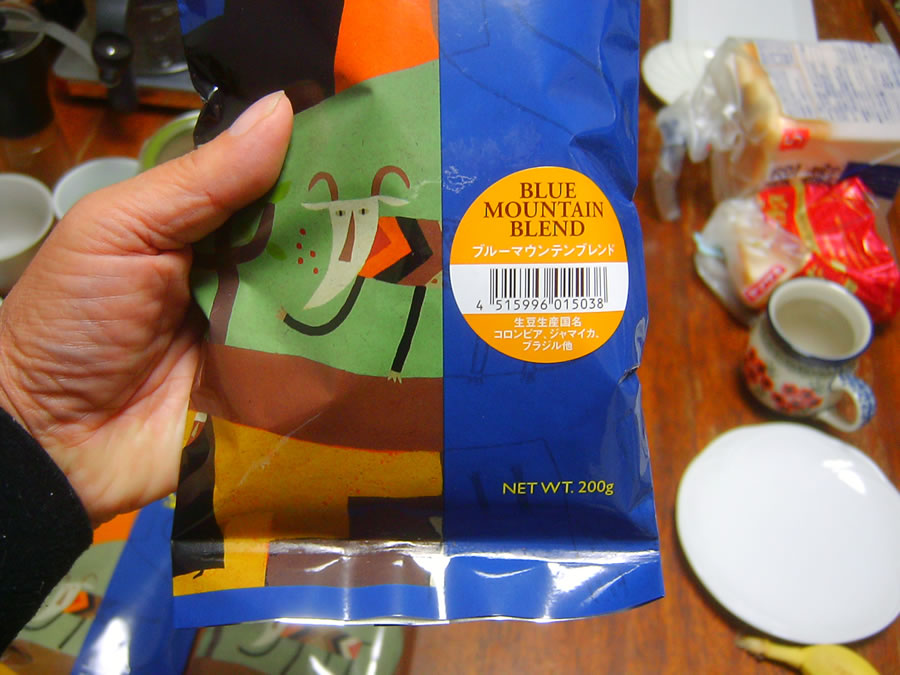 BLUE
MOUNTAIN
BLEND
ブルーマウンテンブレンド
4 515996 015038
生豆生産国名
コロンビア、ジャマイカ、
ブラジル他
NET WT. 200g